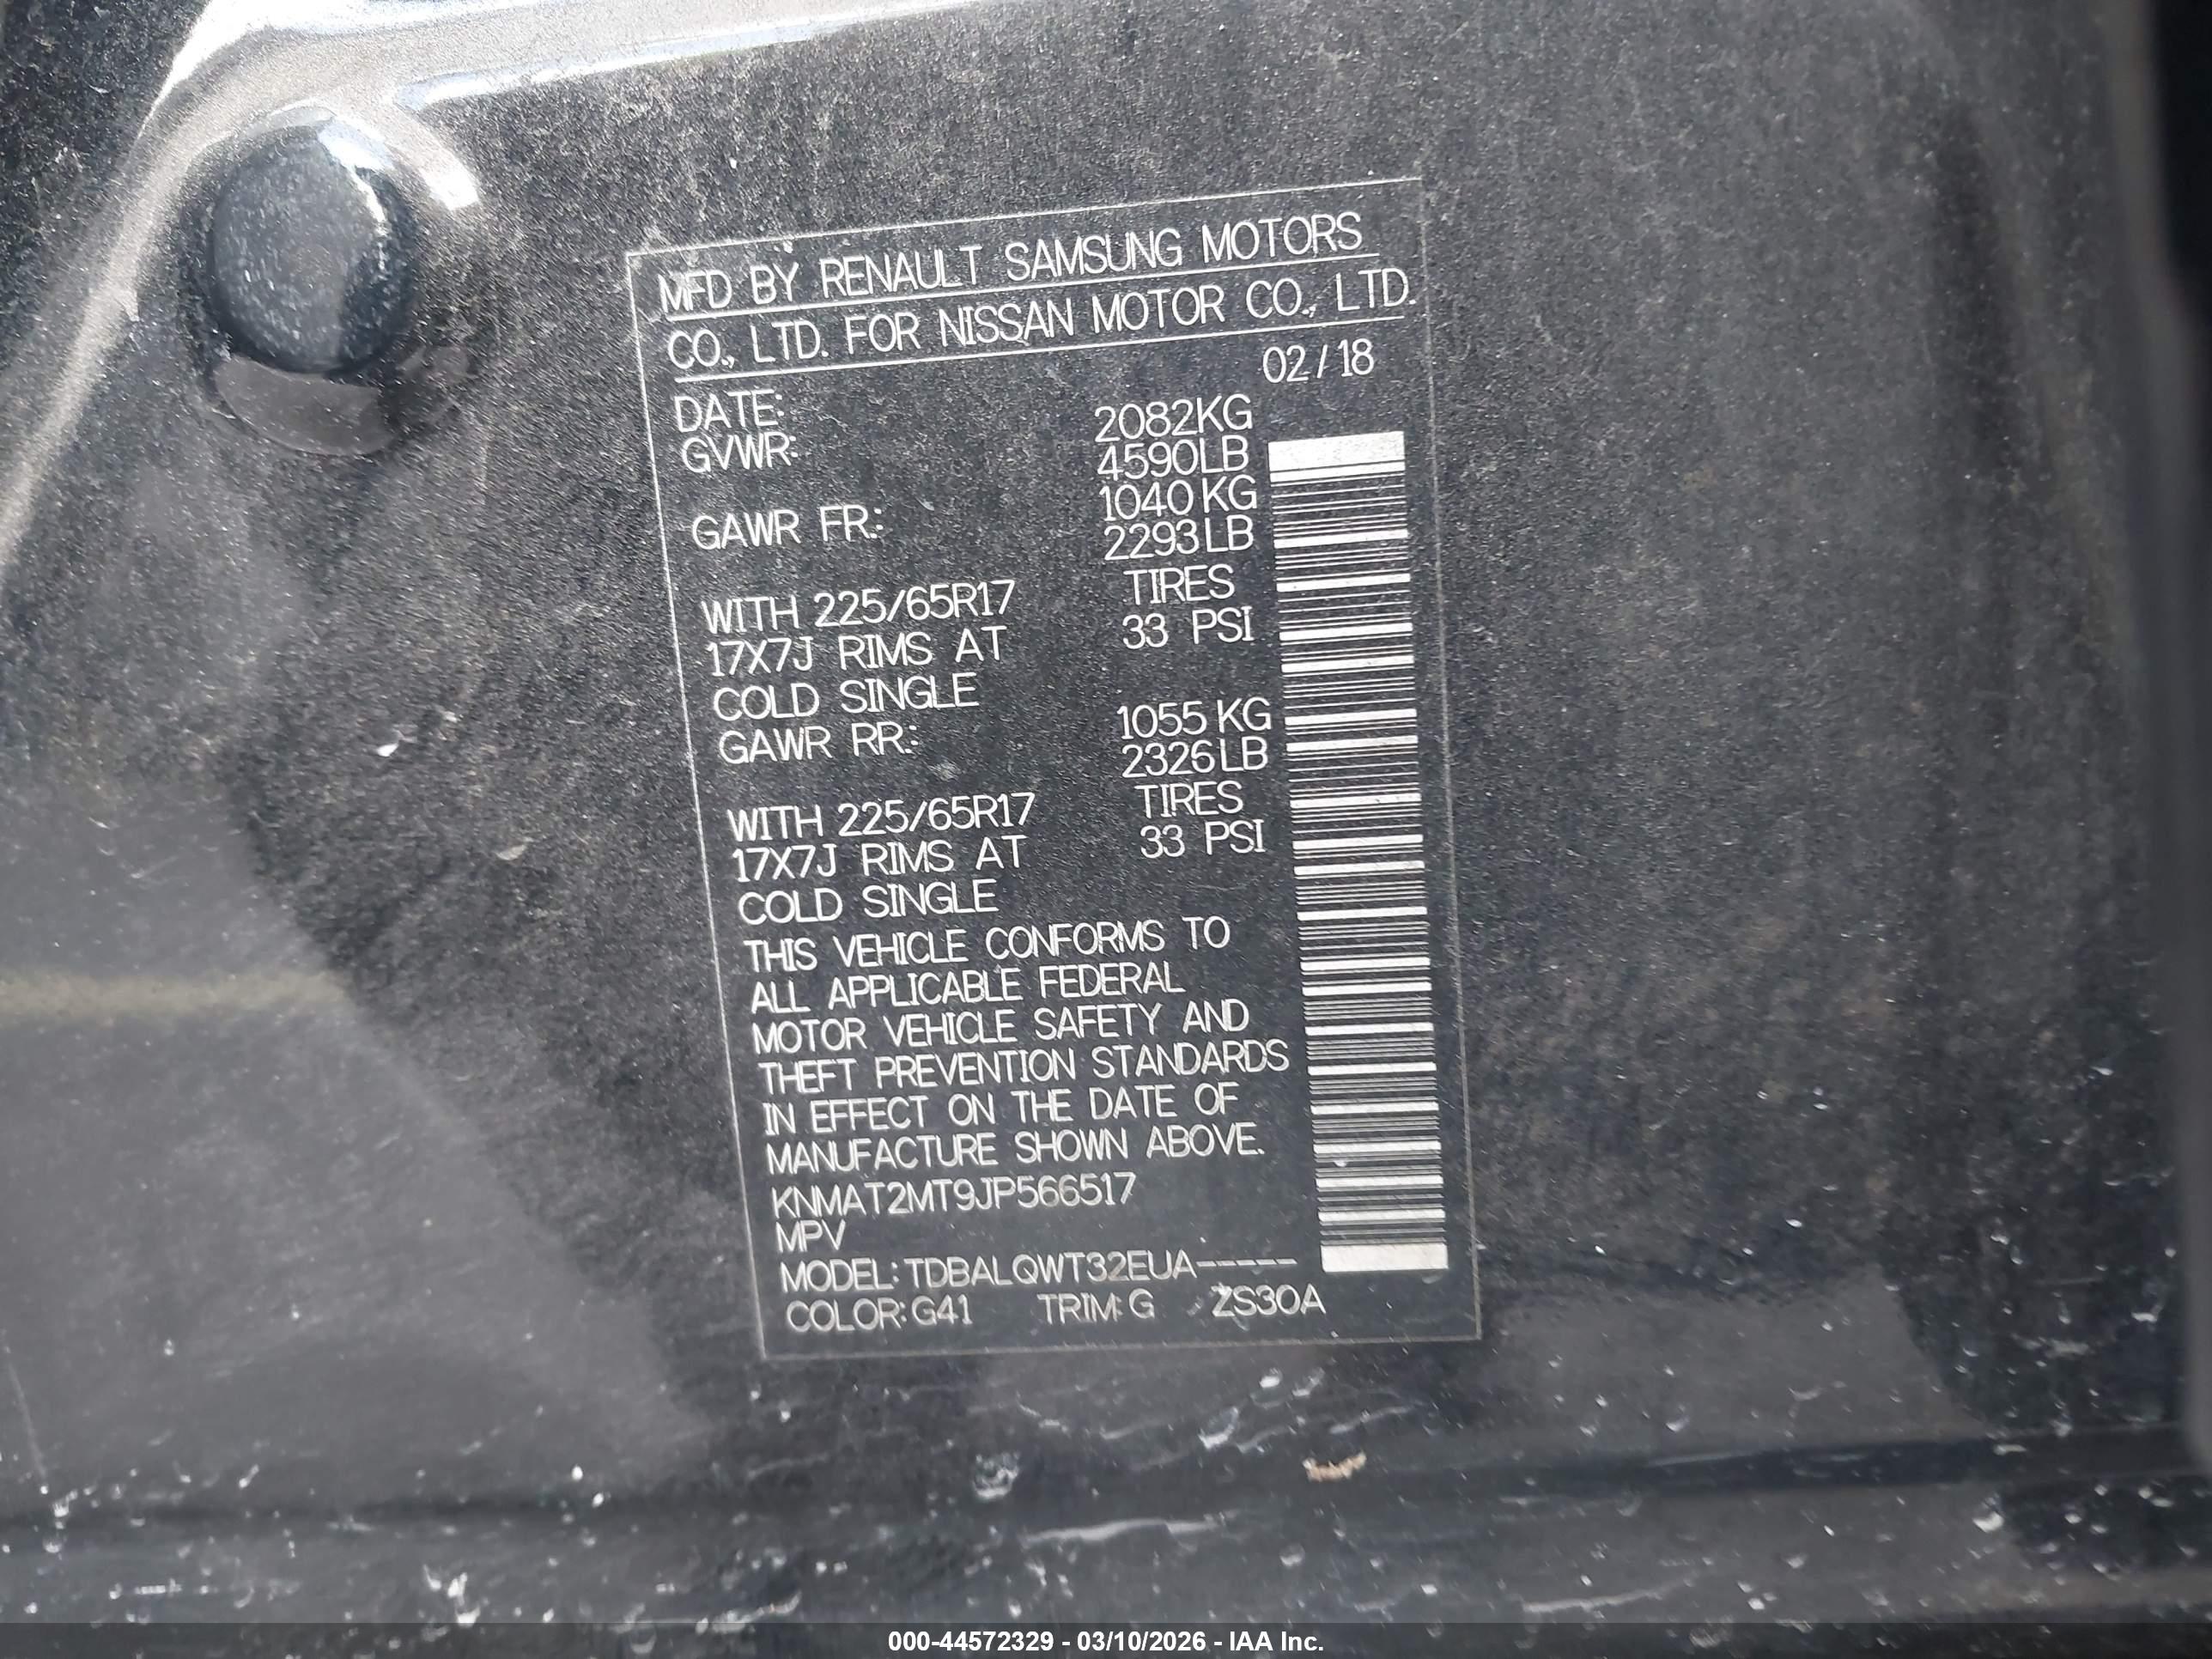 MFD BY RENAULT SAMSUNG MOTORS
CO., LTD. FOR NISSAN MOTOR CO., LTD.
DATE: 02/18
GVWR: 2082KG
4590LB
GAWR FR.: 1040KG
2293LB
WITH 225/65R17 TIRES
17X7J RIMS AT 33 PSI
COLD SINGLE
GAWR RR.: 1055KG
2326LB
WITH 225/65R17 TIRES
17X7J RIMS AT 33 PSI
COLD SINGLE
THIS VEHICLE CONFORMS TO
ALL APPLICABLE FEDERAL
MOTOR VEHICLE SAFETY AND
THEFT PREVENTION STANDARDS
IN EFFECT ON THE DATE OF
MANUFACTURE SHOWN ABOVE.
KNMAT2MT9JP566517
MPV
MODEL: TDBALQWT32EUA-----
COLOR: G41 TRIM: G ZS30A
000-44572329 - 03/10/2026 - IAA Inc.